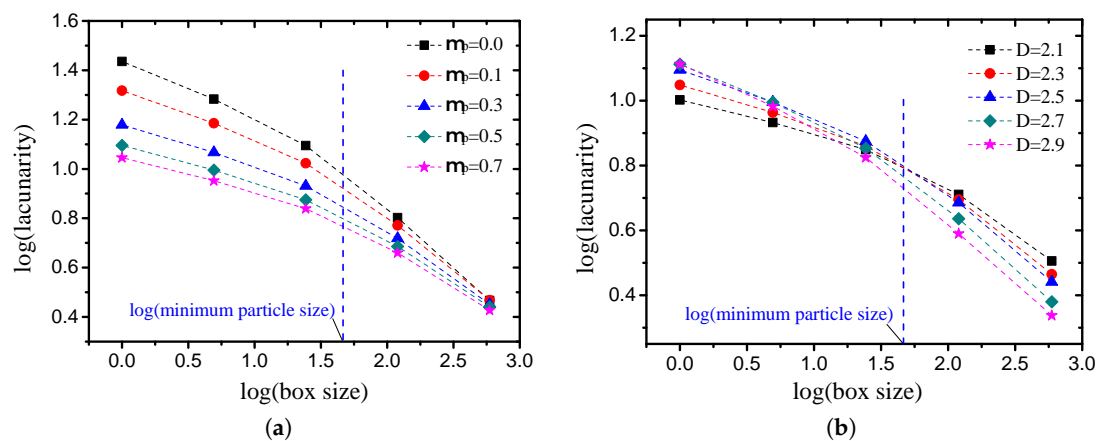 1.6
1.4
1.2
1.0
0.8
0.6
0.4
log(lacunarity)
mp=0.0
mp=0.1
mp=0.3
mp=0.5
mp=0.7
log(minimum particle size)
0.0 0.5 1.0 1.5 2.0 2.5 3.0
log(box size)
(a)
1.2
1.0
0.8
0.6
0.4
log(lacunarity)
D=2.1
D=2.3
D=2.5
D=2.7
D=2.9
log(minimum particle size)
0.0 0.5 1.0 1.5 2.0 2.5 3.0
log(box size)
(b)